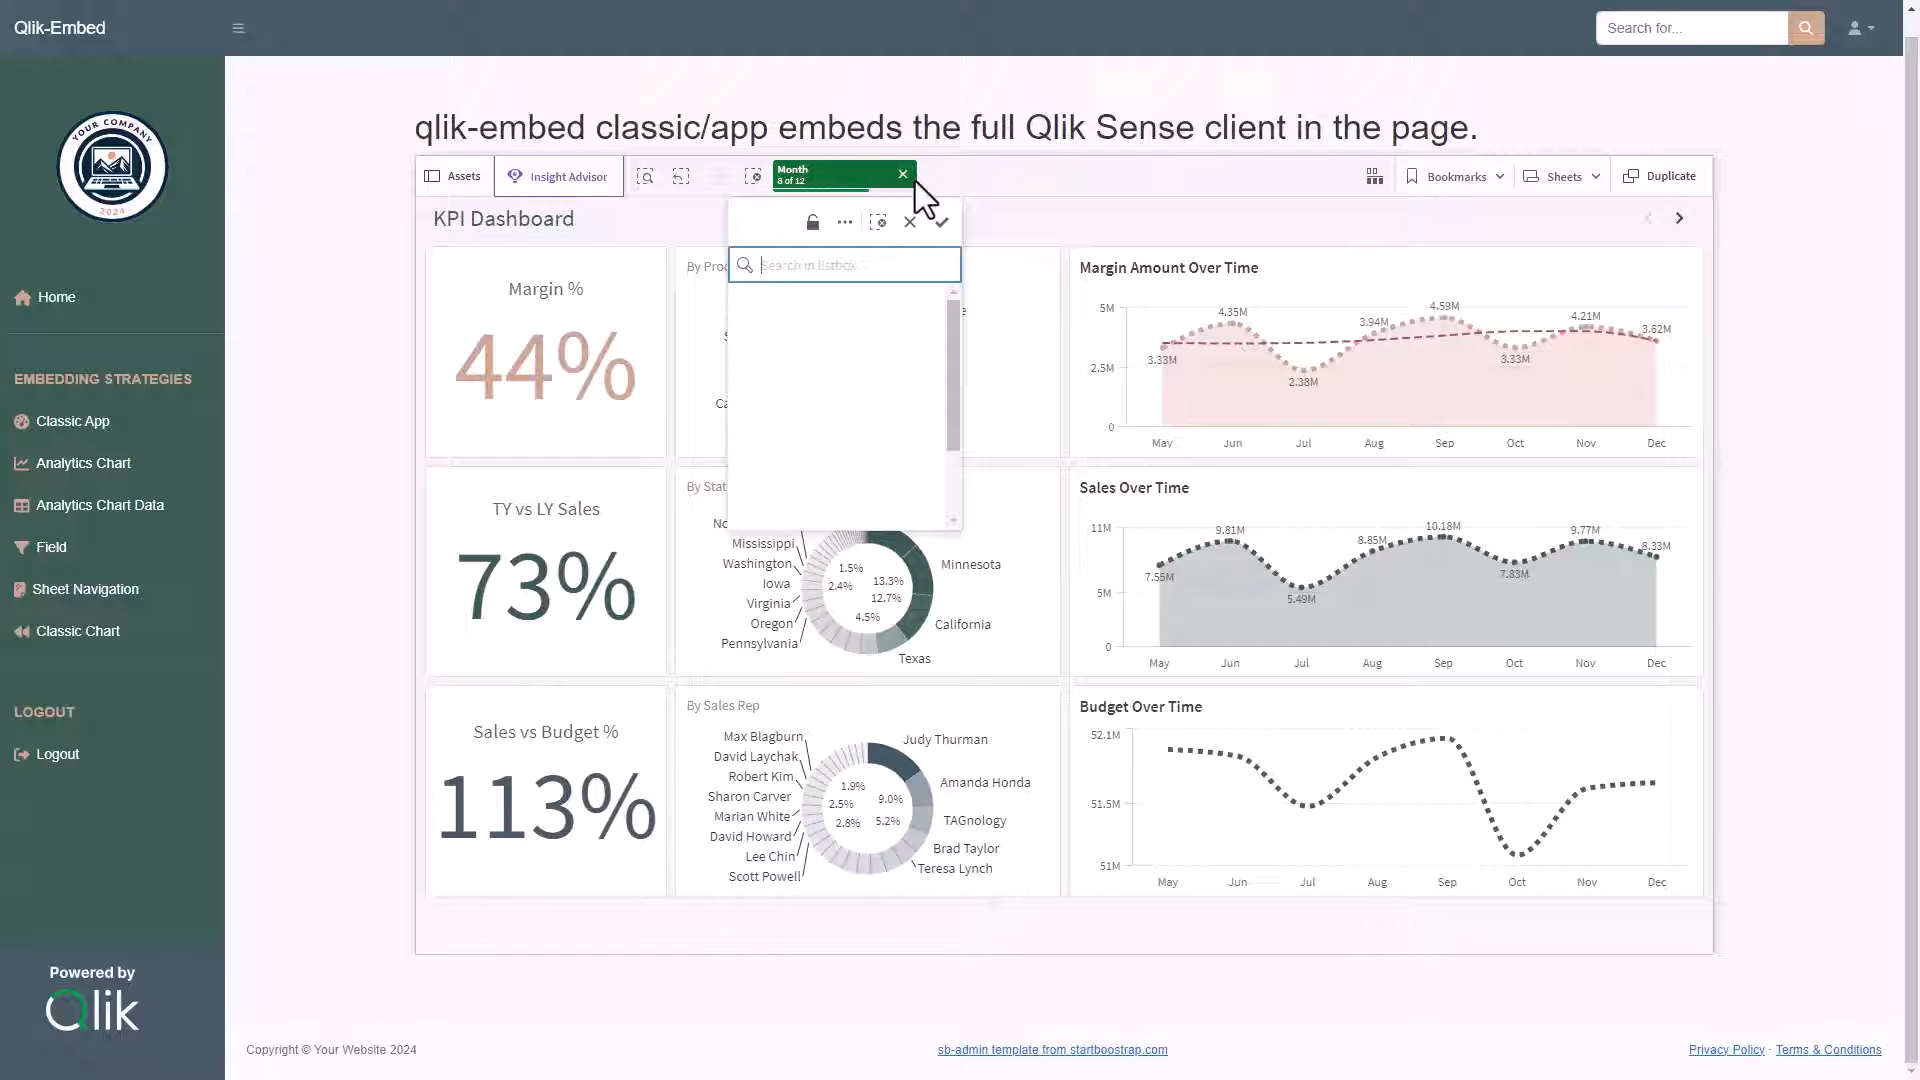 Qlik-Embed
Search for...
YOUR COMPANY
2024
Home
EMBEDDING STRATEGIES
Classic App
Analytics Chart
Analytics Chart Data
Field
Sheet Navigation
Classic Chart
LOGOUT
Logout
Powered by
Qlik
qlik-embed classic/app embeds the full Qlik Sense client in the page.
Assets
Insight Advisor
Month
8 of 12
Bookmarks
Sheets
Duplicate
KPI Dashboard
Search in listbox
Margin %
44%
By Proc
Ca
Margin Amount Over Time
5M
2.5M
0
3.33M
4.35M
2.38M
3.94M
4.59M
3.33M
4.21M
3.62M
May Jun Jul Aug Sep Oct Nov Dec
TY vs LY Sales
73%
By Stat
No
Mississippi
Washington
Iowa
Virginia
Oregon
Pennsylvania
1.5%
2.4%
13.3%
12.7%
4.5%
Minnesota
California
Texas
Sales Over Time
11M
5M
0
7.55M
9.81M
5.49M
8.85M
10.18M
7.83M
9.77M
8.33M
May Jun Jul Aug Sep Oct Nov Dec
Sales vs Budget %
113%
By Sales Rep
Max Blagburn
David Laychak
Robert Kim
Sharon Carver
Marian White
David Howard
Lee Chin
Scott Powell
1.9%
2.5%
2.8%
9.0%
5.2%
Judy Thurman
Amanda Honda
TAGnology
Brad Taylor
Teresa Lynch
Budget Over Time
52.1M
51.5M
51M
May Jun Jul Aug Sep Oct Nov Dec
Copyright © Your Website 2024
sb-admin template from startboostrap.com
Privacy Policy · Terms & Conditions